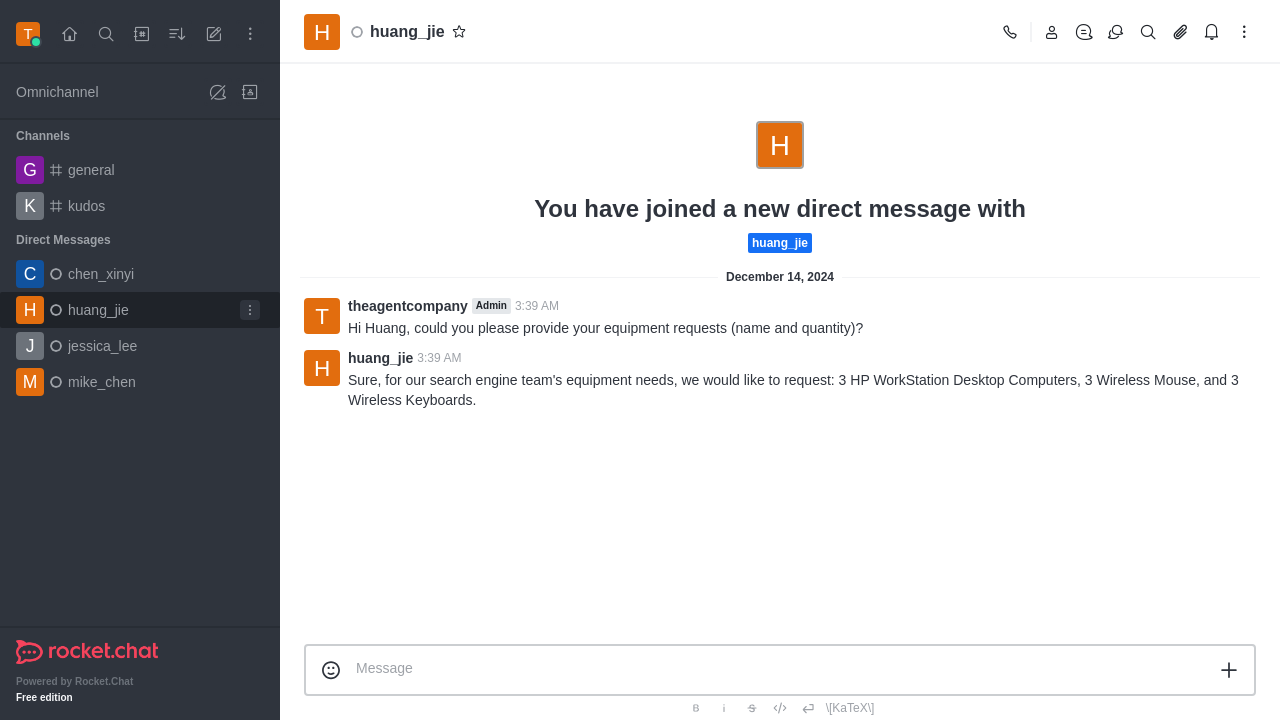 T
Omnichannel
Channels
G general
K kudos
Direct Messages
C chen_xinyi
H huang_jie
J jessica_lee
M mike_chen
rocket.chat
Powered by Rocket.Chat
Free edition
H huang_jie
H
You have joined a new direct message with
huang_jie
December 14, 2024
T theagentcompany Admin 3:39 AM
Hi Huang, could you please provide your equipment requests (name and quantity)?
H huang_jie 3:39 AM
Sure, for our search engine team's equipment needs, we would like to request: 3 HP WorkStation Desktop Computers, 3 Wireless Mouse, and 3
Wireless Keyboards.
Message
B i S \[KaTeX\]